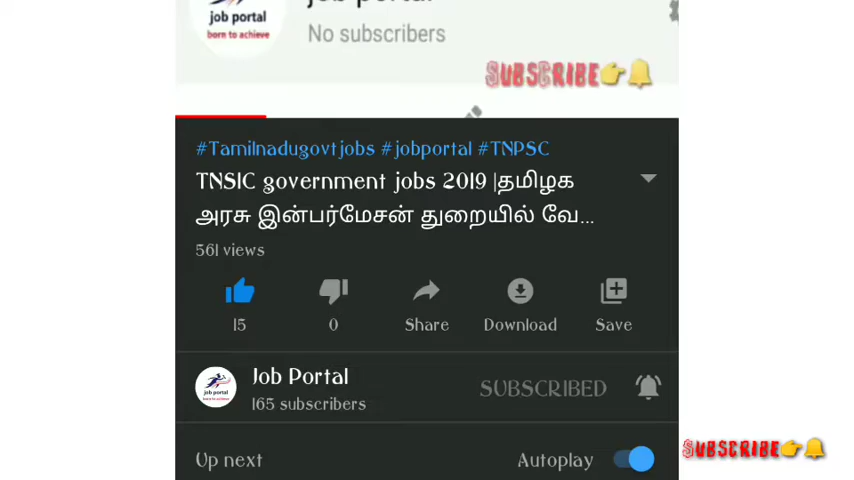 job portal
born to achieve
job portal
No subscribers
SUBSCRIBE
#Tamilnadugovtjobs #jobportal #TNPSC
TNSIC government jobs 2019 |தமிழக
அரசு இன்பர்மேசன் துறையில் வே...
561 views
15
0
Share
Download
Save
Job Portal
SUBSCRIBED
165 subscribers
job portal
Up next
Autoplay
SUBSCRIBE